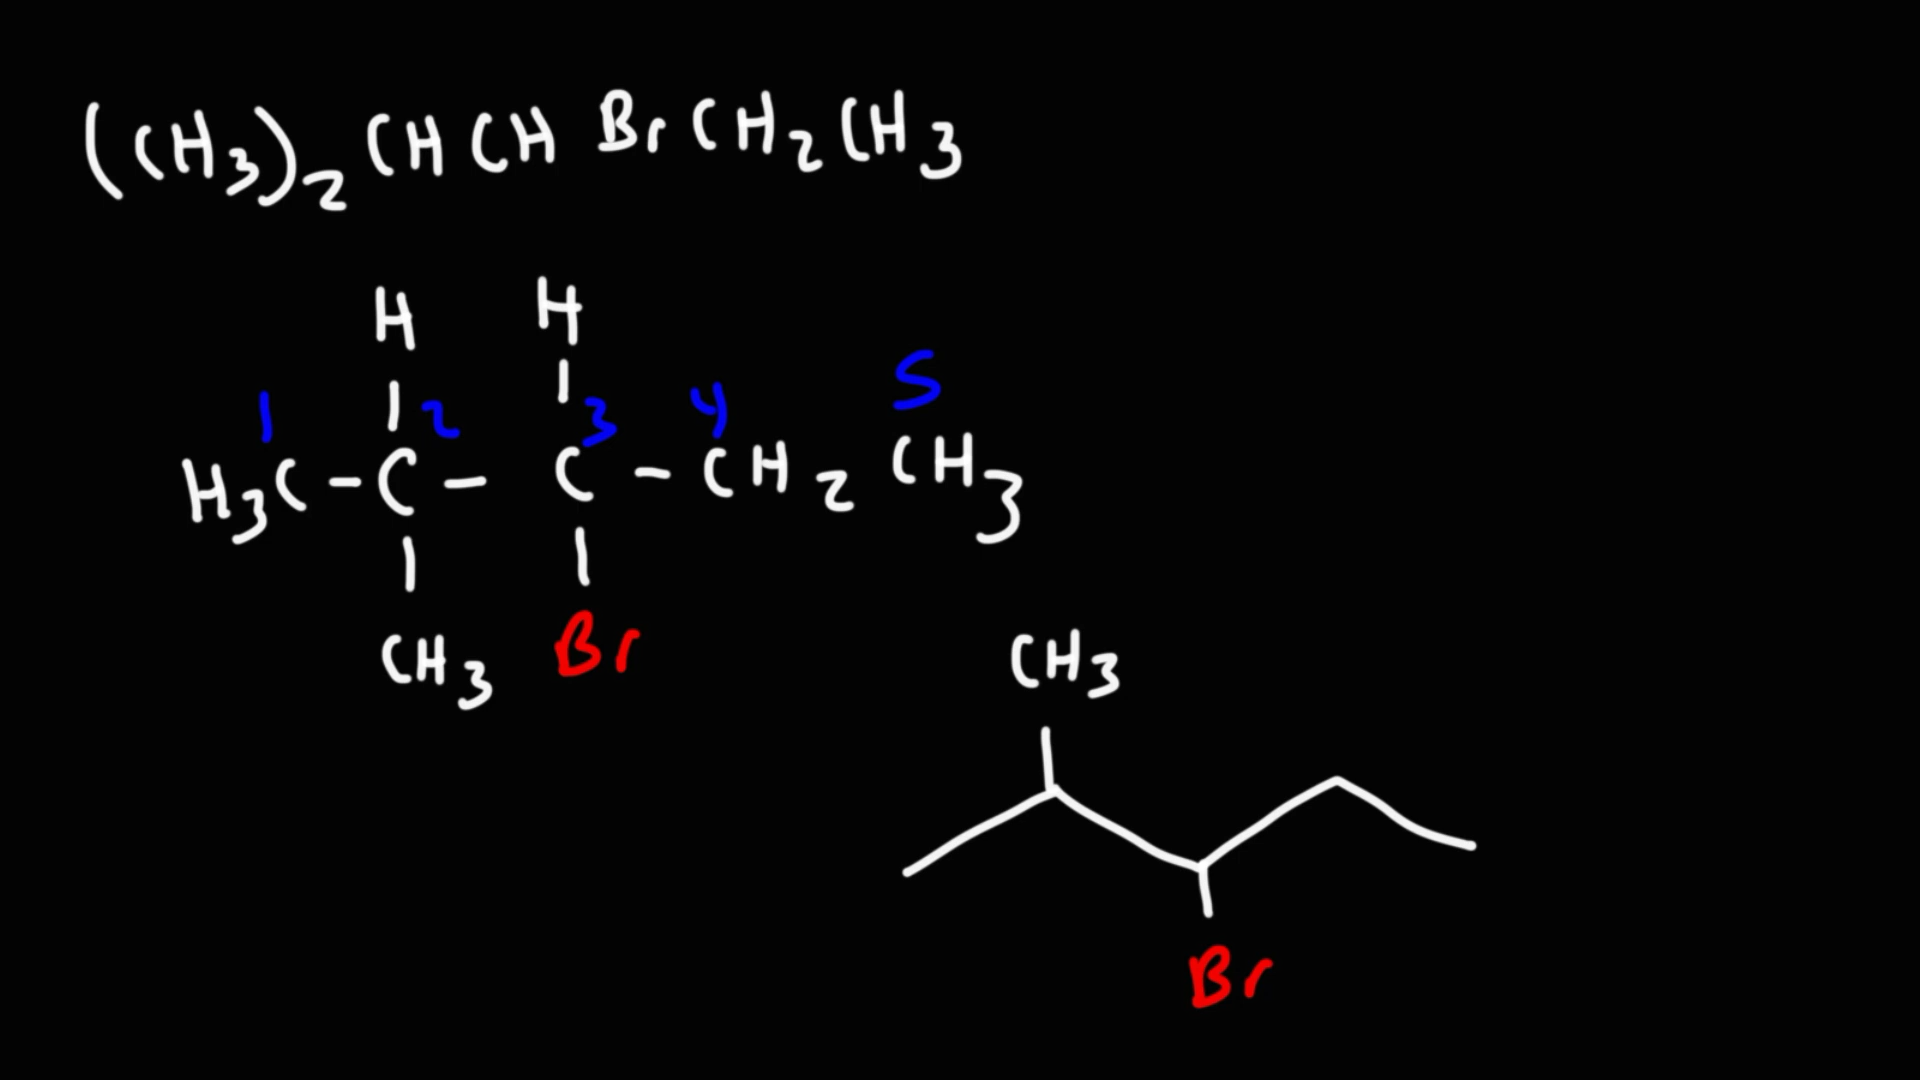 (CH3)2CHCHBrCH2CH3
H H
1 2 3 4 5
H3C-C-C-CH2CH3
CH3 Br
CH3
Br